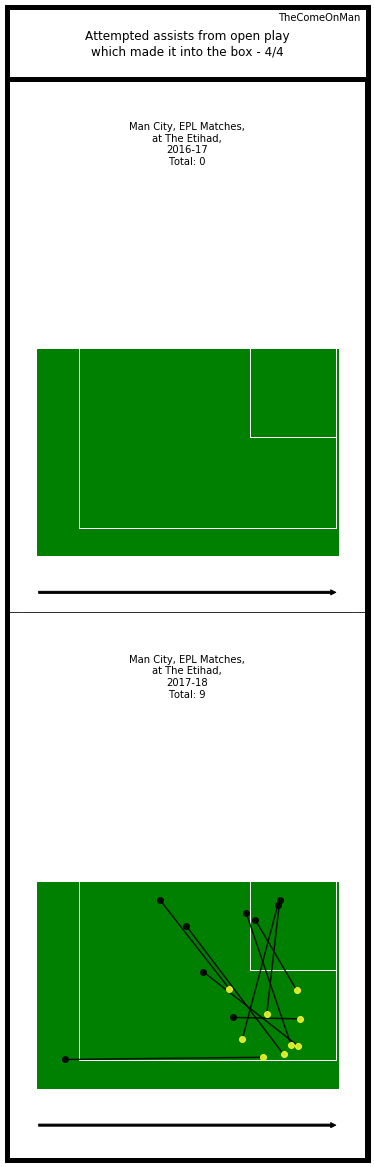 TheComeOnMan
Attempted assists from open play
which made it into the box - 4/4
Man City, EPL Matches,
at The Etihad,
2016-17
Total: 0
Man City, EPL Matches,
at The Etihad,
2017-18
Total: 9